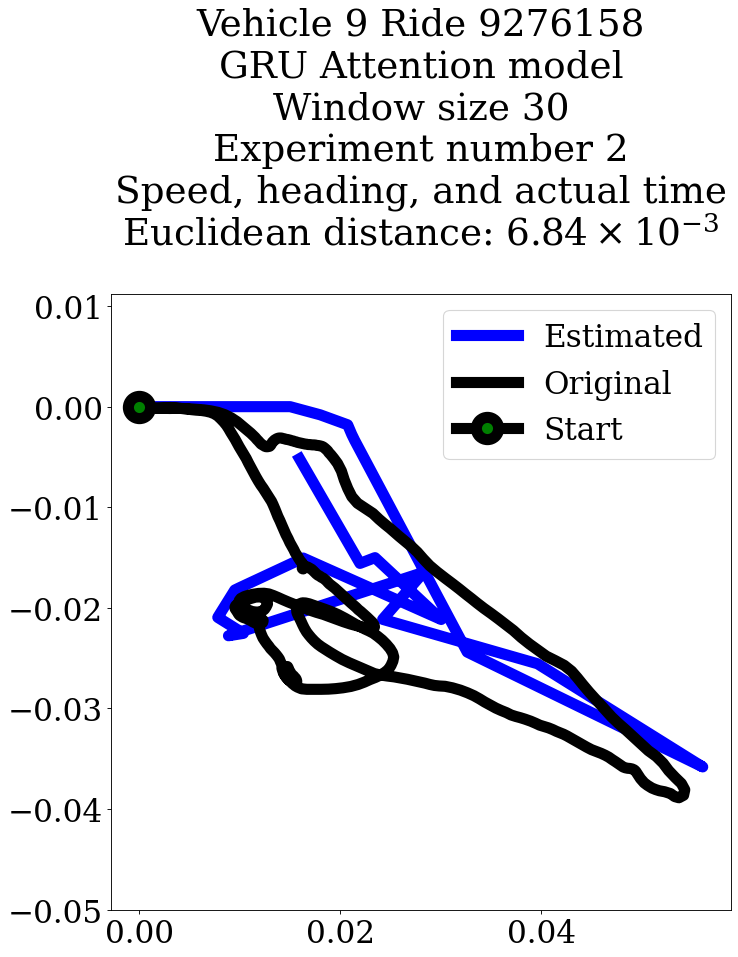 Vehicle 9 Ride 9276158
GRU Attention model
Window size 30
Experiment number 2
Speed, heading, and actual time
Euclidean distance: 6.84 × 10⁻³
Estimated
Original
Start
0.01
0.00
−0.01
−0.02
−0.03
−0.04
−0.05
0.00 0.02 0.04